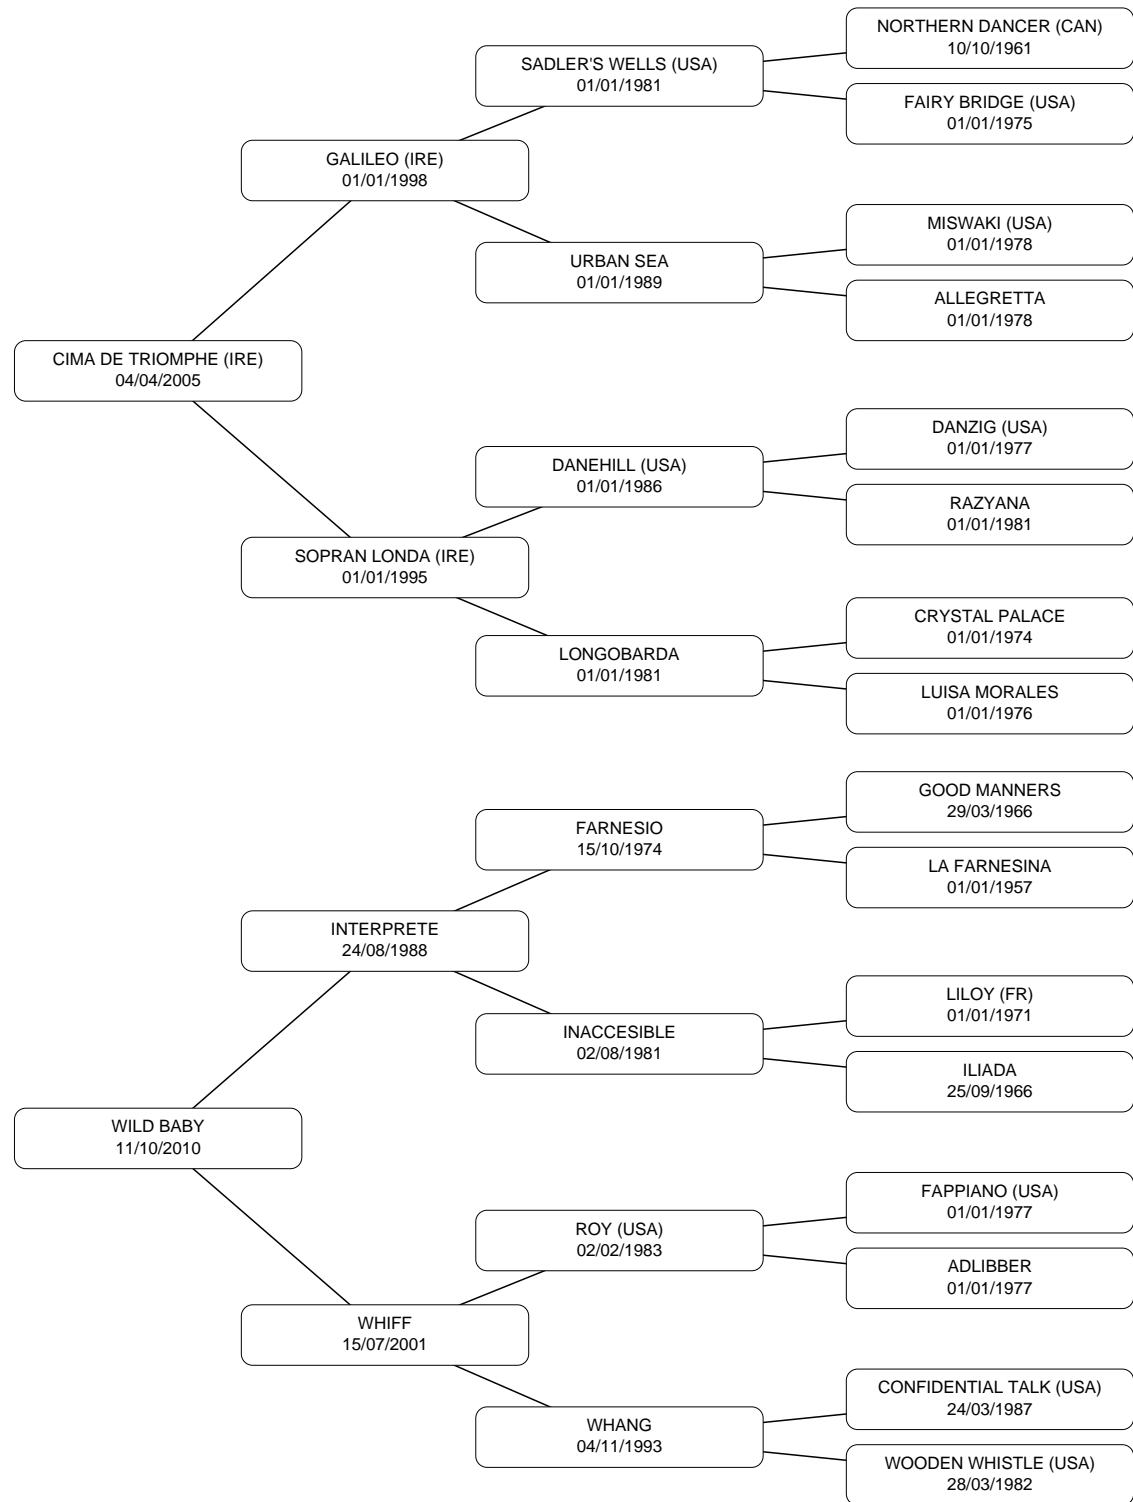 NORTHERN DANCER (CAN)
10/10/1961
SADLER'S WELLS (USA)
01/01/1981
FAIRY BRIDGE (USA)
01/01/1975
GALILEO (IRE)
01/01/1998
MISWAKI (USA)
01/01/1978
URBAN SEA
01/01/1989
ALLEGRETTA
01/01/1978
CIMA DE TRIOMPHE (IRE)
04/04/2005
DANZIG (USA)
01/01/1977
DANEHILL (USA)
01/01/1986
RAZYANA
01/01/1981
SOPRAN LONDA (IRE)
01/01/1995
CRYSTAL PALACE
01/01/1974
LONGOBARDA
01/01/1981
LUISA MORALES
01/01/1976
GOOD MANNERS
29/03/1966
FARNESIO
15/10/1974
LA FARNESINA
01/01/1957
INTERPRETE
24/08/1988
LILOY (FR)
01/01/1971
INACCESIBLE
02/08/1981
ILIADA
25/09/1966
WILD BABY
11/10/2010
FAPPIANO (USA)
01/01/1977
ROY (USA)
02/02/1983
ADLIBBER
01/01/1977
WHIFF
15/07/2001
CONFIDENTIAL TALK (USA)
24/03/1987
WHANG
04/11/1993
WOODEN WHISTLE (USA)
28/03/1982